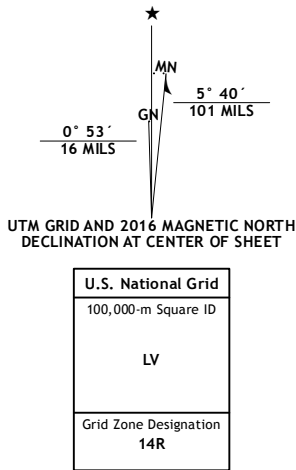 MN
GN
5° 40´
101 MILS
0° 53´
16 MILS
UTM GRID AND 2016 MAGNETIC NORTH
DECLINATION AT CENTER OF SHEET
U.S. National Grid
100,000-m Square ID
LV
Grid Zone Designation
14R